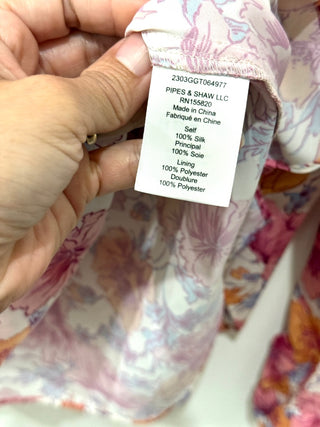 2303GGT064977
PIPES & SHAW LLC
RN155820
Made in China
Fabriqué en Chine
Self
100% Silk
Principal
100% Soie
Lining
100% Polyester
Doublure
100% Polyester